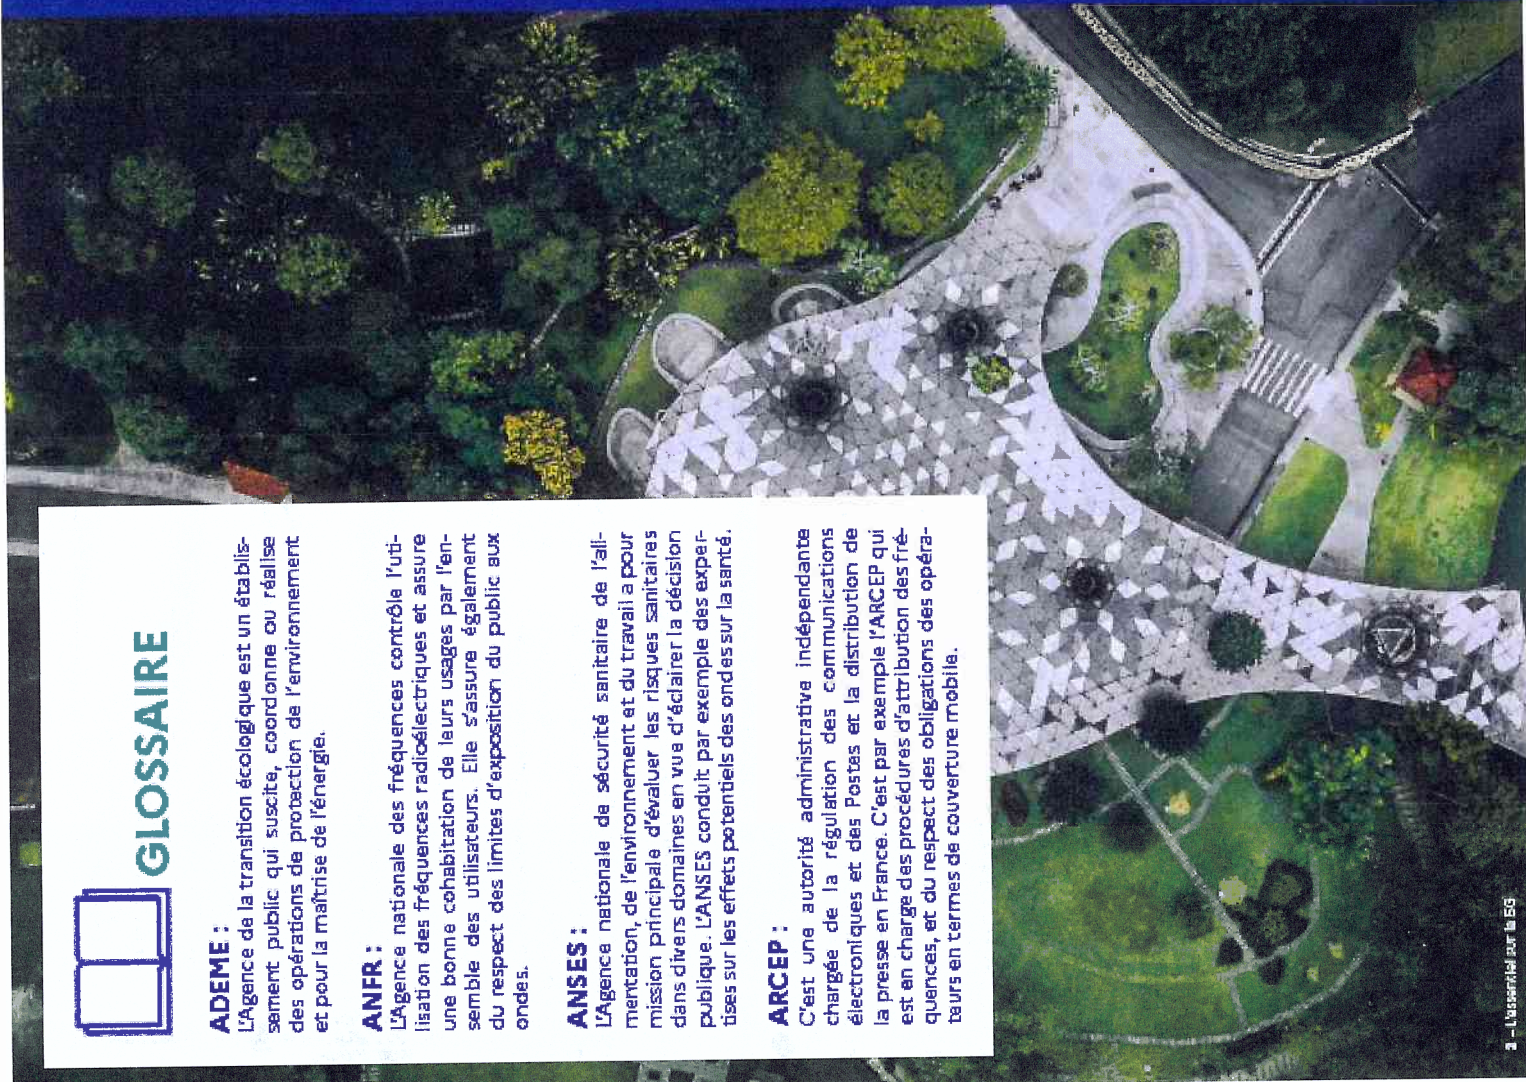 GLOSSAIRE
ADEME :
L'Agence de la transition écologique est un établis-
sement public qui suscite, coordonne ou réalise
des opérations de protection de l'environnement
et pour la maîtrise de l'énergie.
ANFR :
L'Agence nationale des fréquences contrôle l'uti-
lisation des fréquences radioélectriques et assure
une bonne cohabitation de leurs usages par l'en-
semble des utilisateurs. Elle s'assure également
du respect des limites d'exposition du public aux
ondes.
ANSES :
L'Agence nationale de sécurité sanitaire de l'ali-
mentation, de l'environnement et du travail a pour
mission principale d'évaluer les risques sanitaires
dans divers domaines en vue d'éclairer la décision
publique. L'ANSES conduit par exemple des exper-
tises sur les effets potentiels des ondes sur la santé.
ARCEP :
C'est une autorité administrative indépendante
chargée de la régulation des communications
électroniques et des Postes et la distribution de
la presse en France. C'est par exemple l'ARCEP qui
est en charge des procédures d'attribution des fré-
quences, et du respect des obligations des opéra-
teurs en termes de couverture mobile.
– L'essentiel sur la 5G